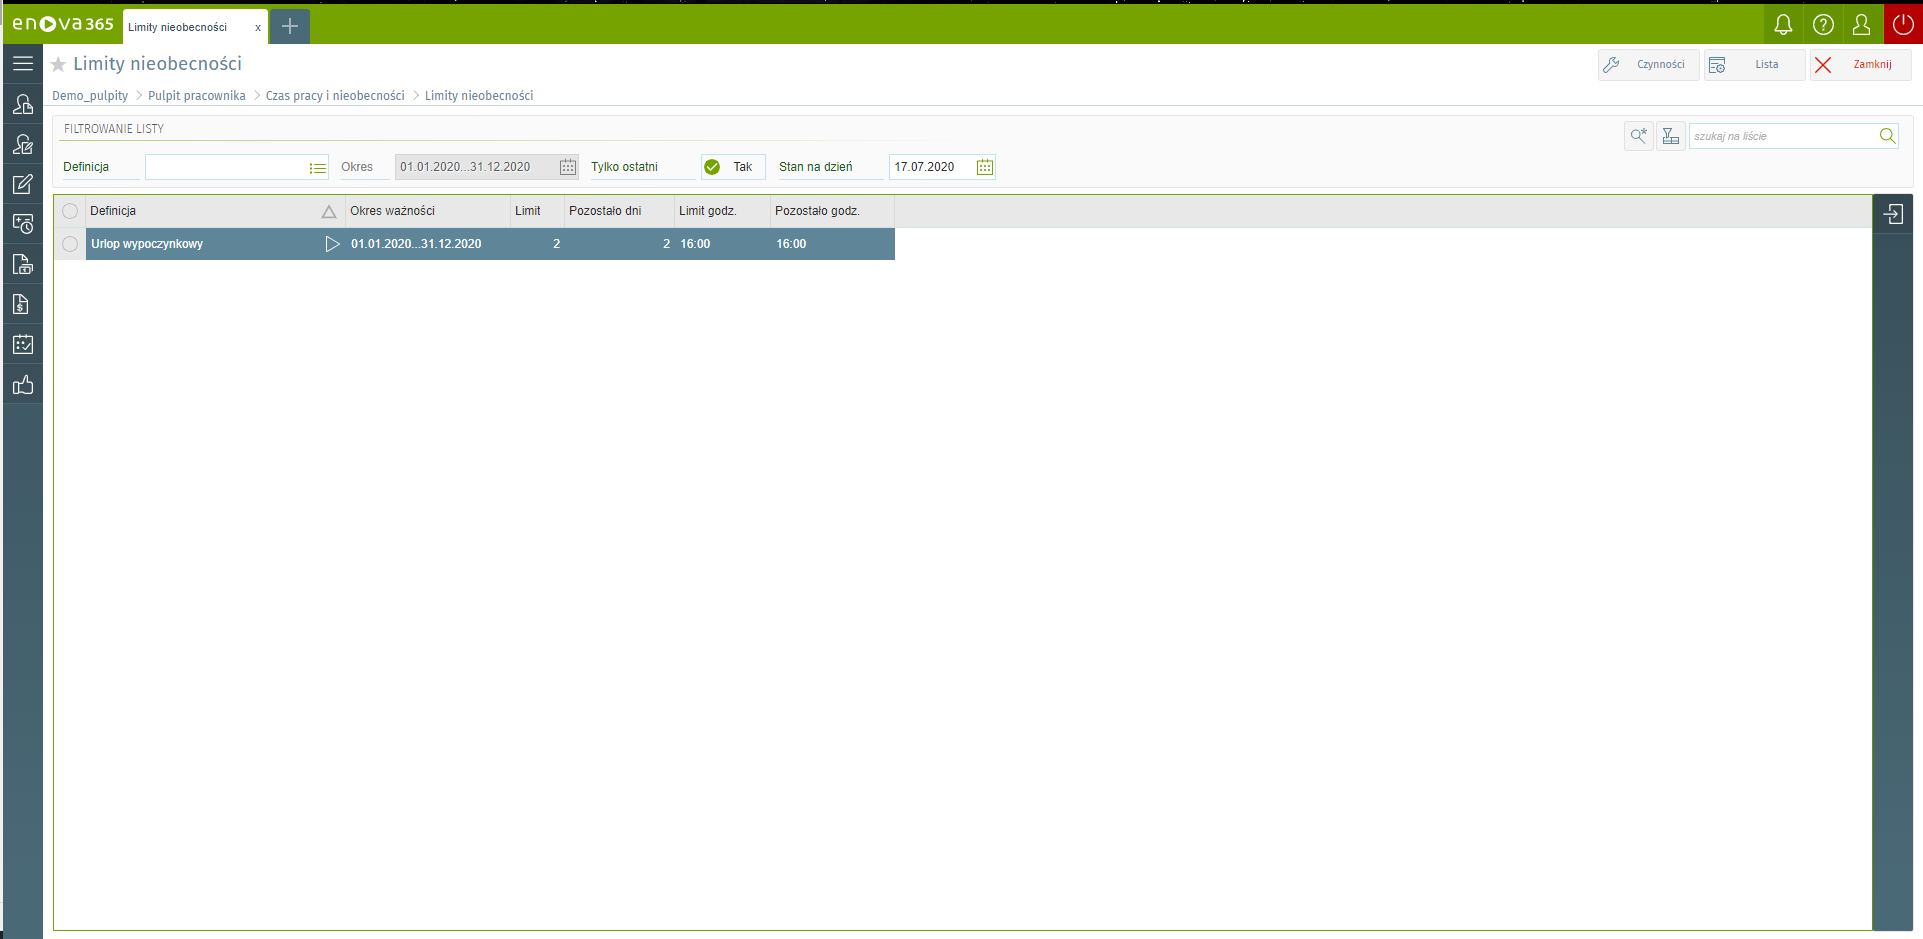 enova365
Limity nieobecności x
Limity nieobecności
Czynności Lista Zamknij
Demo_pulpity Pulpit pracownika Czas pracy i nieobecności Limity nieobecności
FILTROWANIE LISTY
szukaj na liście
Definicja Okres 01.01.2020...31.12.2020 Tylko ostatni Tak Stan na dzień 17.07.2020
Definicja Okres ważności Limit Pozostało dni Limit godz. Pozostało godz.
Urlop wypoczynkowy 01.01.2020...31.12.2020 2 2 16:00 16:00